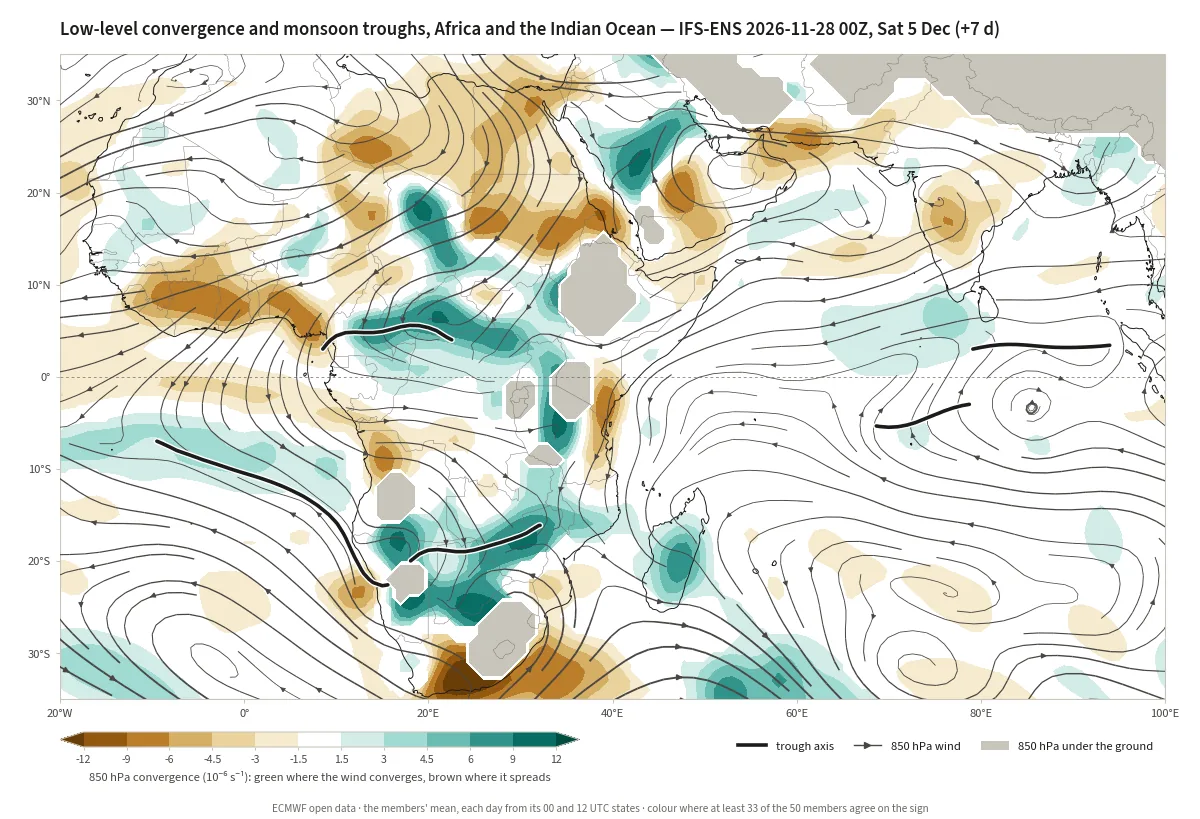 Low-level convergence and monsoon troughs, Africa and the Indian Ocean — IFS-ENS 2026-11-28 00Z, Sat 5 Dec (+7 d)
30°N
20°N
10°N
0°
10°S
20°S
30°S
20°W 0° 20°E 40°E 60°E 80°E 100°E
-12 -9 -6 -4.5 -3 -1.5 1.5 3 4.5 6 9 12
850 hPa convergence (10⁻⁶ s⁻¹): green where the wind converges, brown where it spreads
trough axis 850 hPa wind 850 hPa under the ground
ECMWF open data · the members' mean, each day from its 00 and 12 UTC states · colour where at least 33 of the 50 members agree on the sign